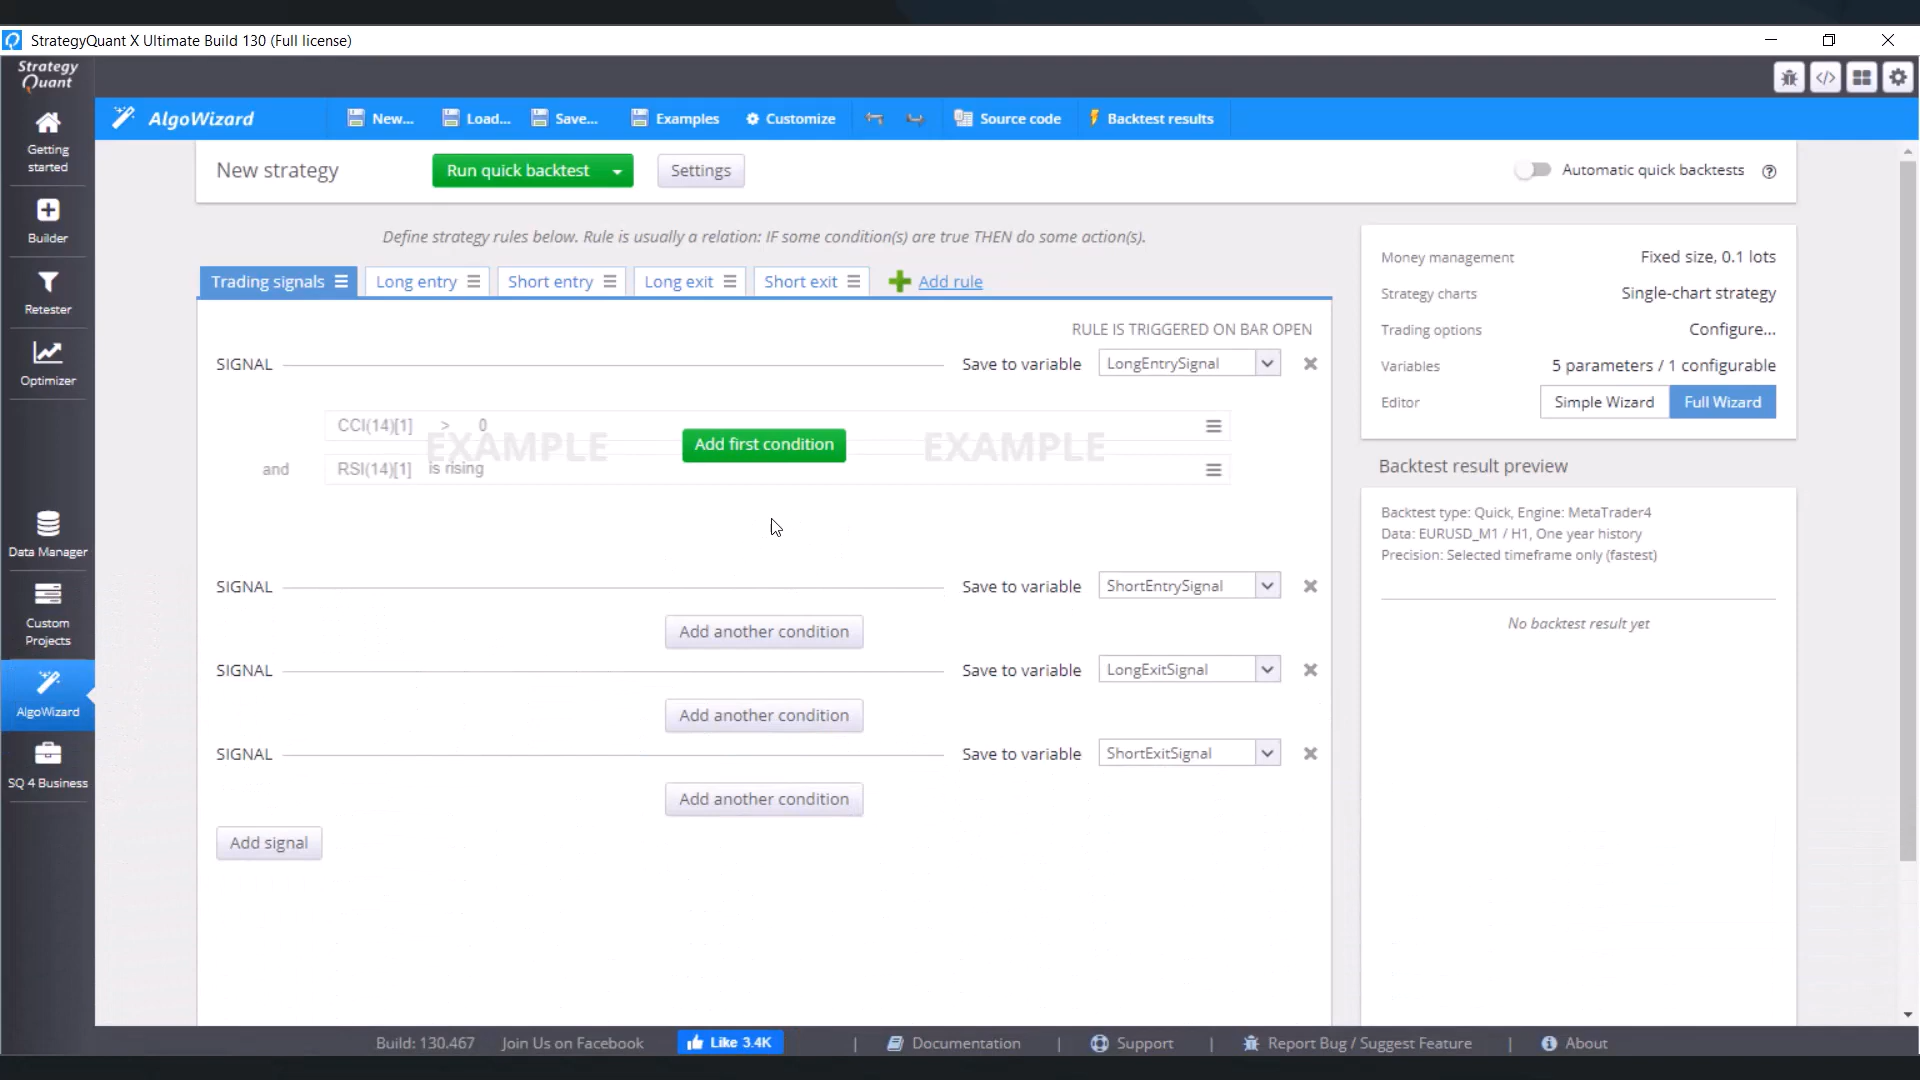 StrategyQuant X Ultimate Build 130 (Full license)
Strategy
Quant
Getting
started
Builder
Retester
Optimizer
Data Manager
Custom
Projects
AlgoWizard
SQ 4 Business
AlgoWizard
New...
Load...
Save...
Examples
Customize
Source code
Backtest results
New strategy
Run quick backtest
Settings
Automatic quick backtests
Define strategy rules below. Rule is usually a relation: IF some condition(s) are true THEN do some action(s).
Trading signals
Long entry
Short entry
Long exit
Short exit
Add rule
RULE IS TRIGGERED ON BAR OPEN
SIGNAL
Save to variable
LongEntrySignal
CCI(14)[1] > 0
EXAMPLE
Add first condition
EXAMPLE
and RSI(14)[1] is rising
SIGNAL
Save to variable
ShortEntrySignal
Add another condition
SIGNAL
Save to variable
LongExitSignal
Add another condition
SIGNAL
Save to variable
ShortExitSignal
Add another condition
Add signal
Money management Fixed size, 0.1 lots
Strategy charts Single-chart strategy
Trading options Configure...
Variables 5 parameters / 1 configurable
Editor Simple Wizard Full Wizard
Backtest result preview
Backtest type: Quick, Engine: MetaTrader4
Data: EURUSD_M1 / H1, One year history
Precision: Selected timeframe only (fastest)
No backtest result yet
Build: 130.467 Join Us on Facebook Like 3.4K | Documentation | Support | Report Bug / Suggest Feature | About